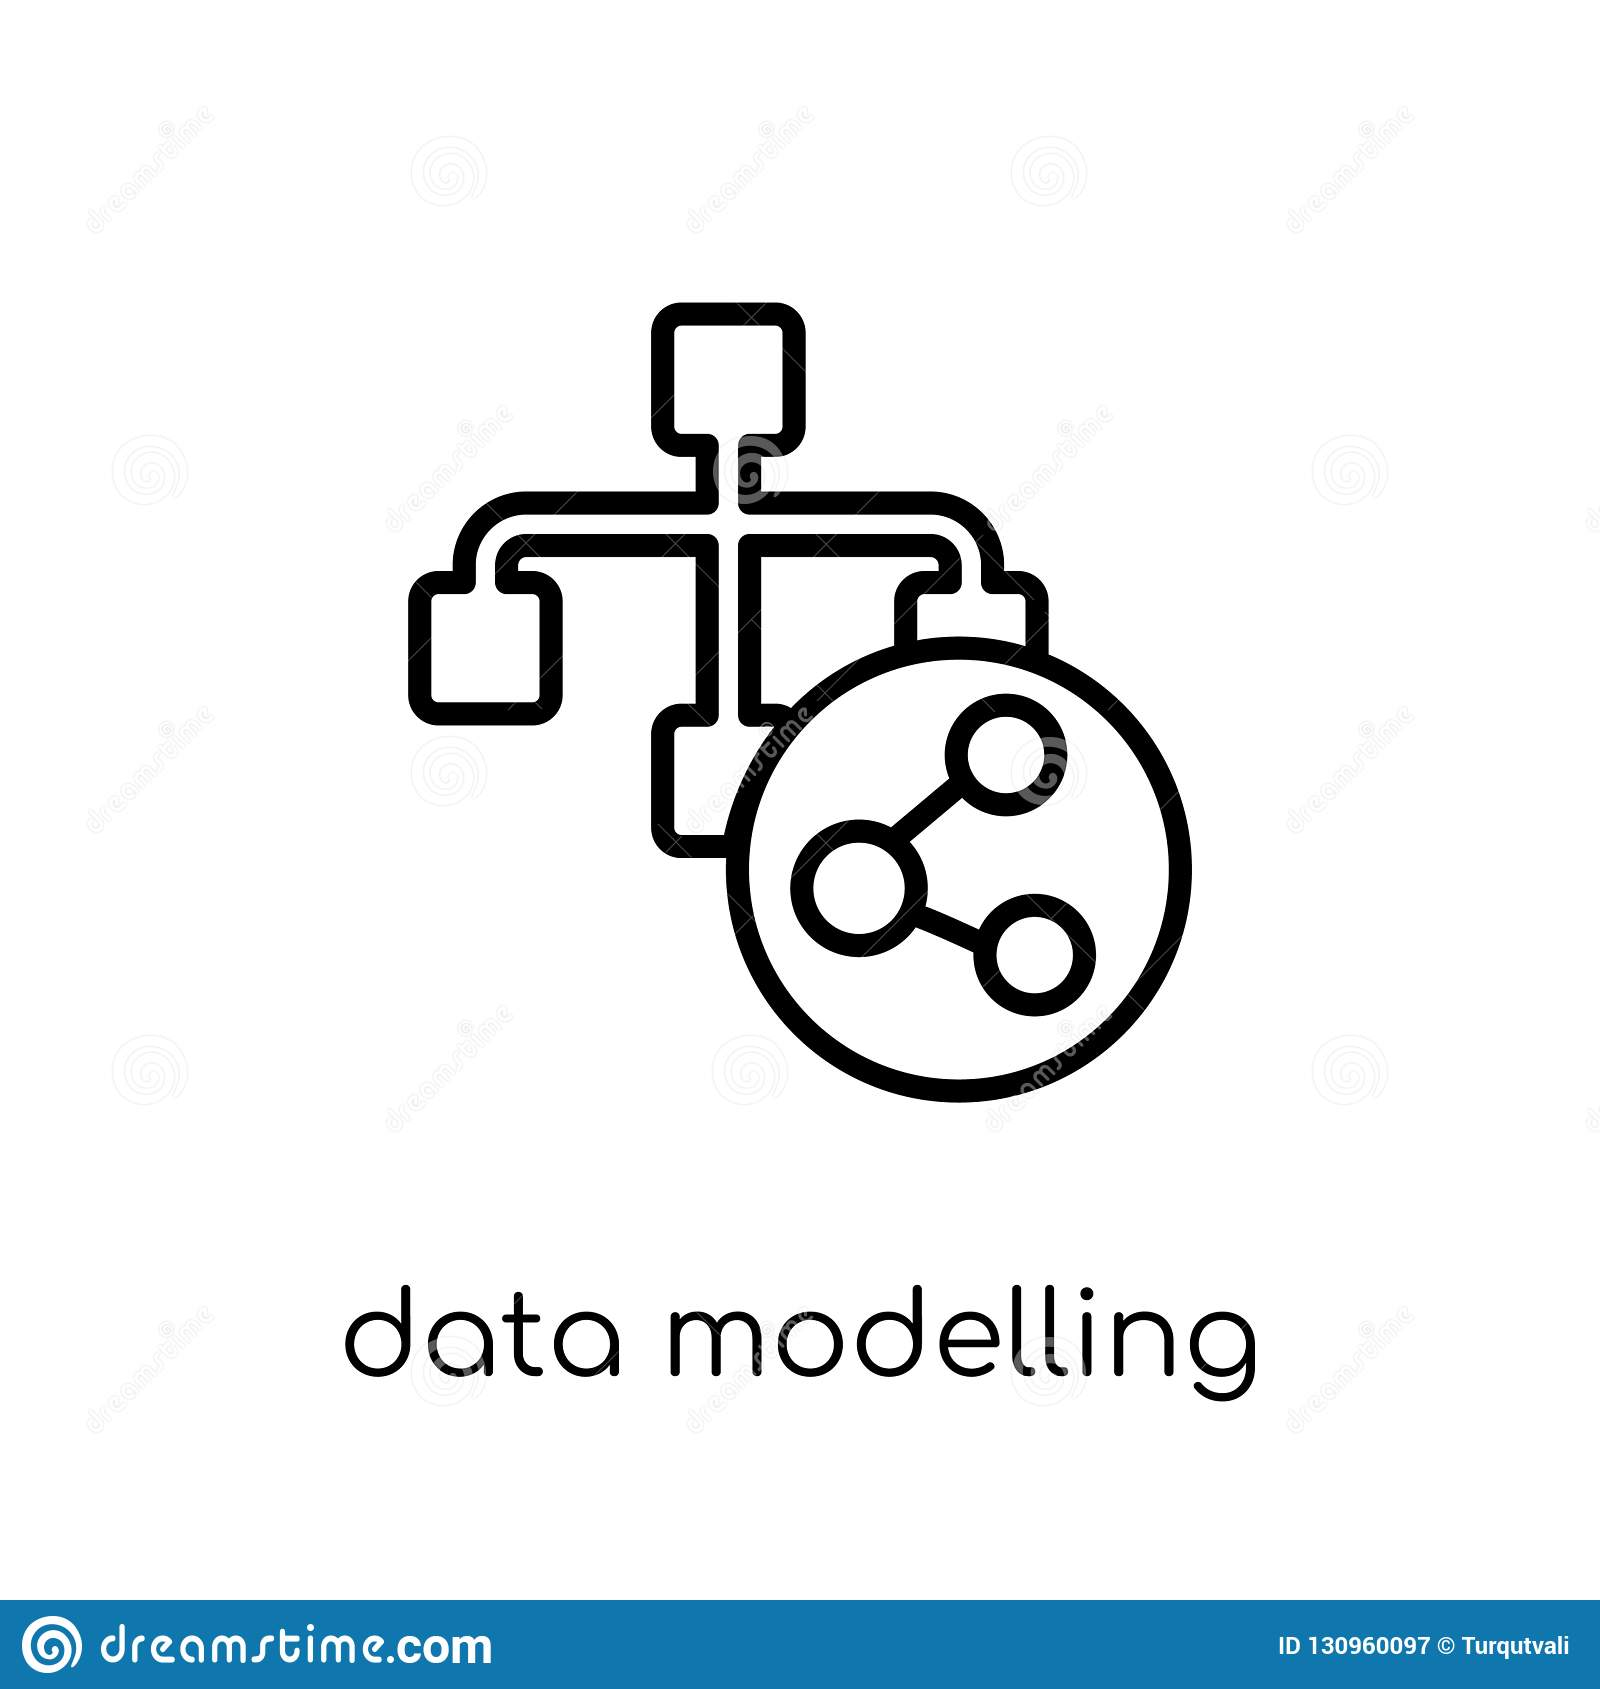 data modelling
dreamstime.com
ID 130960097 © Turqutvali